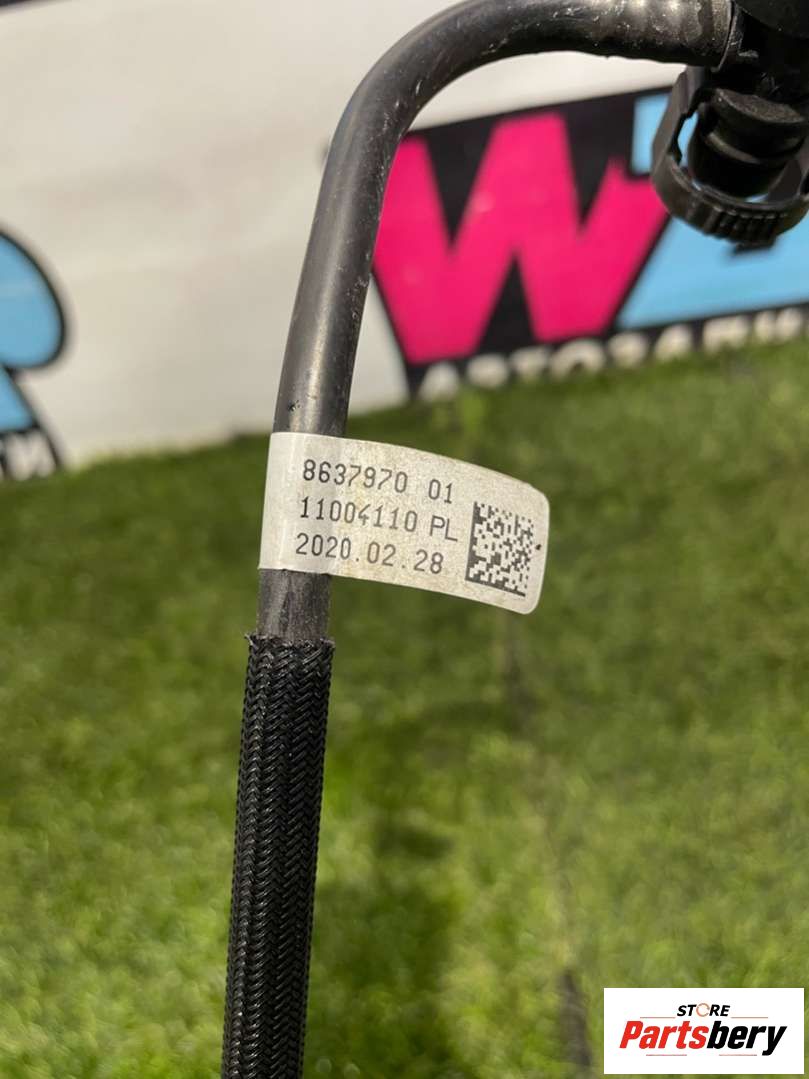 W
8637970 01
11004110 PL
2020.02.28
STORE
Partsbery